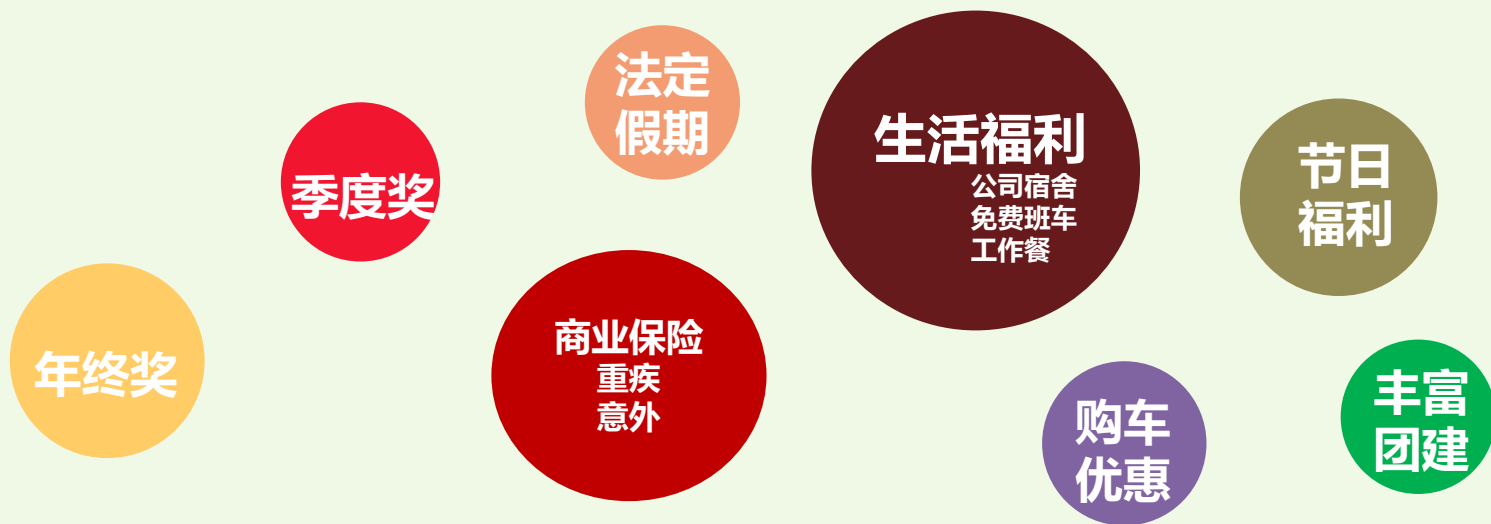 法定
假期
生活福利
公司宿舍
免费班车
工作餐
节日
福利
季度奖
年终奖
商业保险
重疾
意外
购车
优惠
丰富
团建